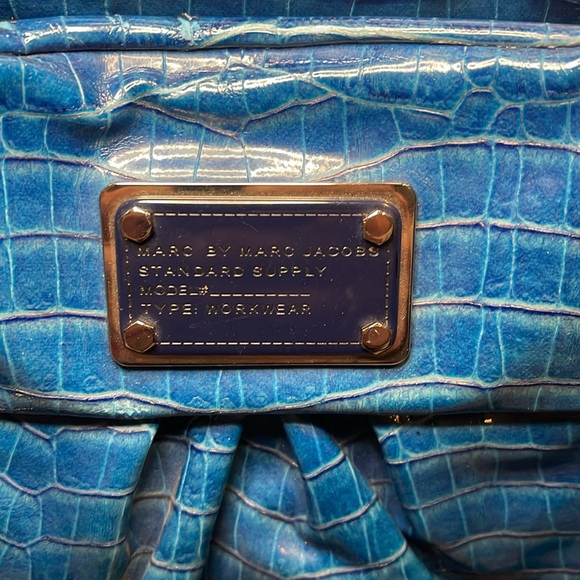 MARC BY MARC JACOBS
STANDARD SUPPLY
MODEL#__________
TYPE: WORKWEAR